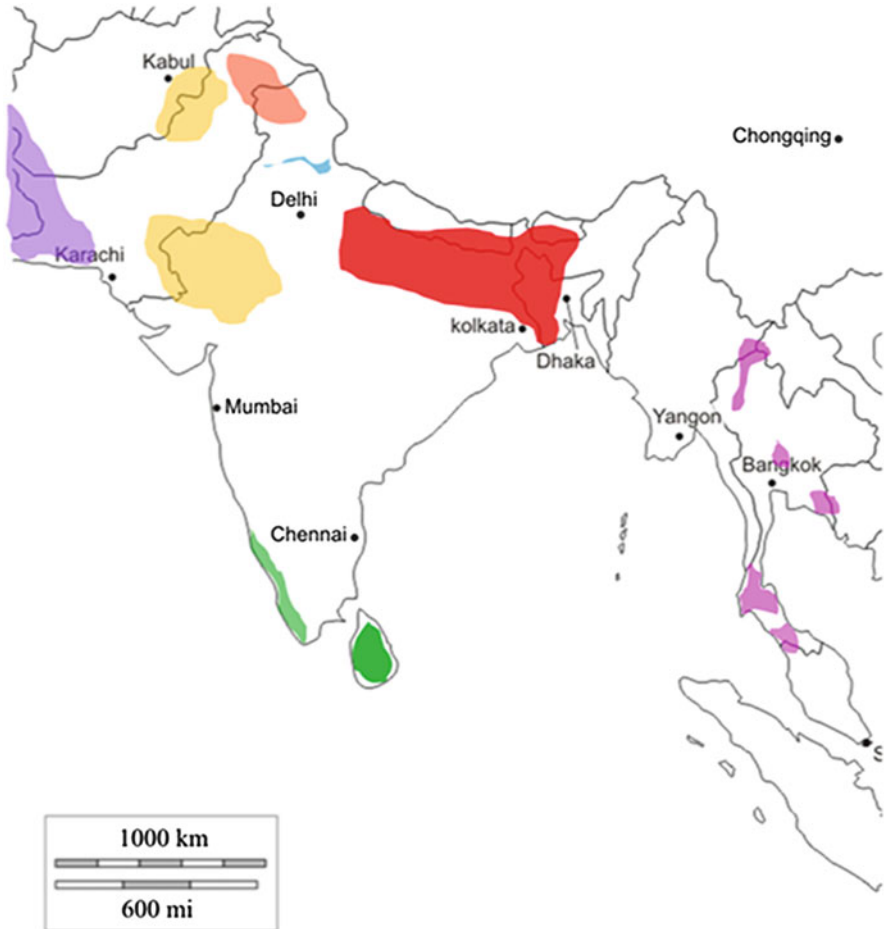 Kabul
Chongqing
Delhi
Karachi
kolkata
Dhaka
Mumbai
Yangon
Bangkok
Chennai
S
1000 km
600 mi